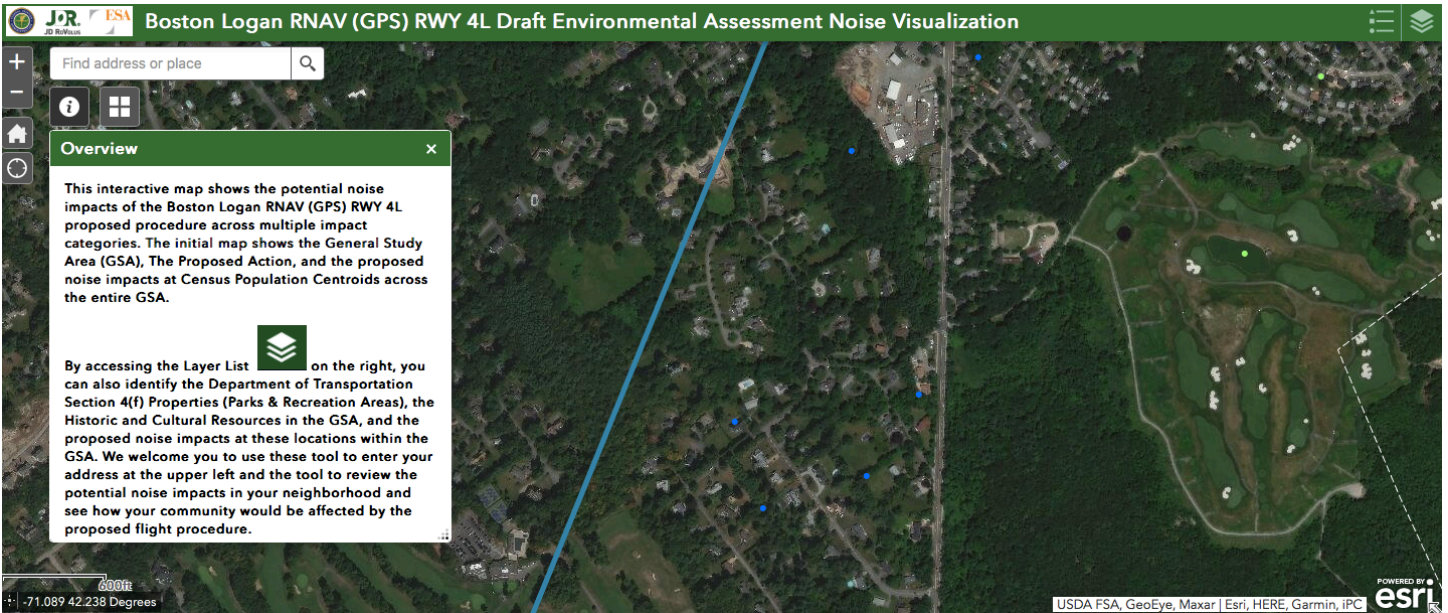 JDR.
JD RoVolus
ESA
Boston Logan RNAV (GPS) RWY 4L Draft Environmental Assessment Noise Visualization
+
Find address or place
−
Overview ×
This interactive map shows the potential noise
impacts of the Boston Logan RNAV (GPS) RWY 4L
proposed procedure across multiple impact
categories. The initial map shows the General Study
Area (GSA), The Proposed Action, and the proposed
noise impacts at Census Population Centroids across
the entire GSA.
By accessing the Layer List on the right, you
can also identify the Department of Transportation
Section 4(f) Properties (Parks & Recreation Areas), the
Historic and Cultural Resources in the GSA, and the
proposed noise impacts at these locations within the
GSA. We welcome you to use these tool to enter your
address at the upper left and the tool to review the
potential noise impacts in your neighborhood and
see how your community would be affected by the
proposed flight procedure.
600ft
-71.089 42.238 Degrees
USDA FSA, GeoEye, Maxar | Esri, HERE, Garmin, iPC
POWERED BY
esri